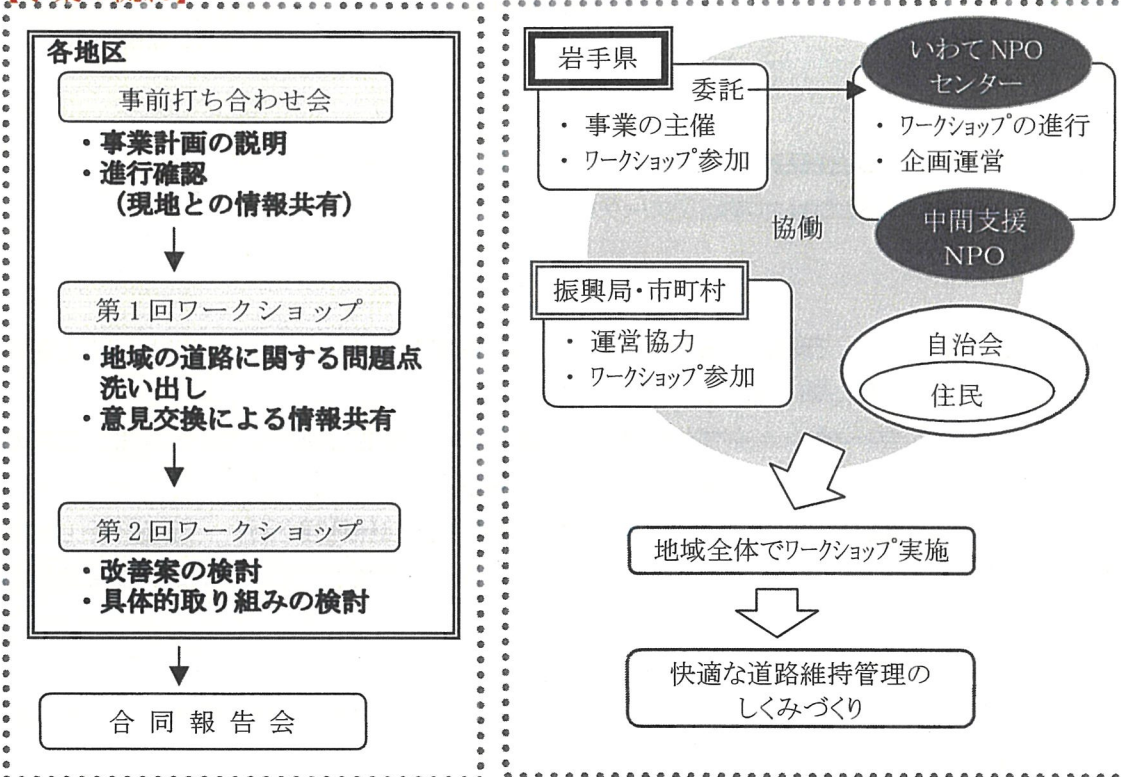 各地区
事前打ち合わせ会
・事業計画の説明
・進行確認
（現地との情報共有）
第1回ワークショップ
・地域の道路に関する問題点
洗い出し
・意見交換による情報共有
第2回ワークショップ
・改善案の検討
・具体的取り組みの検討
合同報告会
岩手県
委託
・事業の主催
・ワークショップ参加
いわてNPO
センター
・ワークショップの進行
・企画運営
中間支援
NPO
協働
振興局・市町村
・運営協力
・ワークショップ参加
自治会
住民
地域全体でワークショップ実施
快適な道路維持管理の
しくみづくり